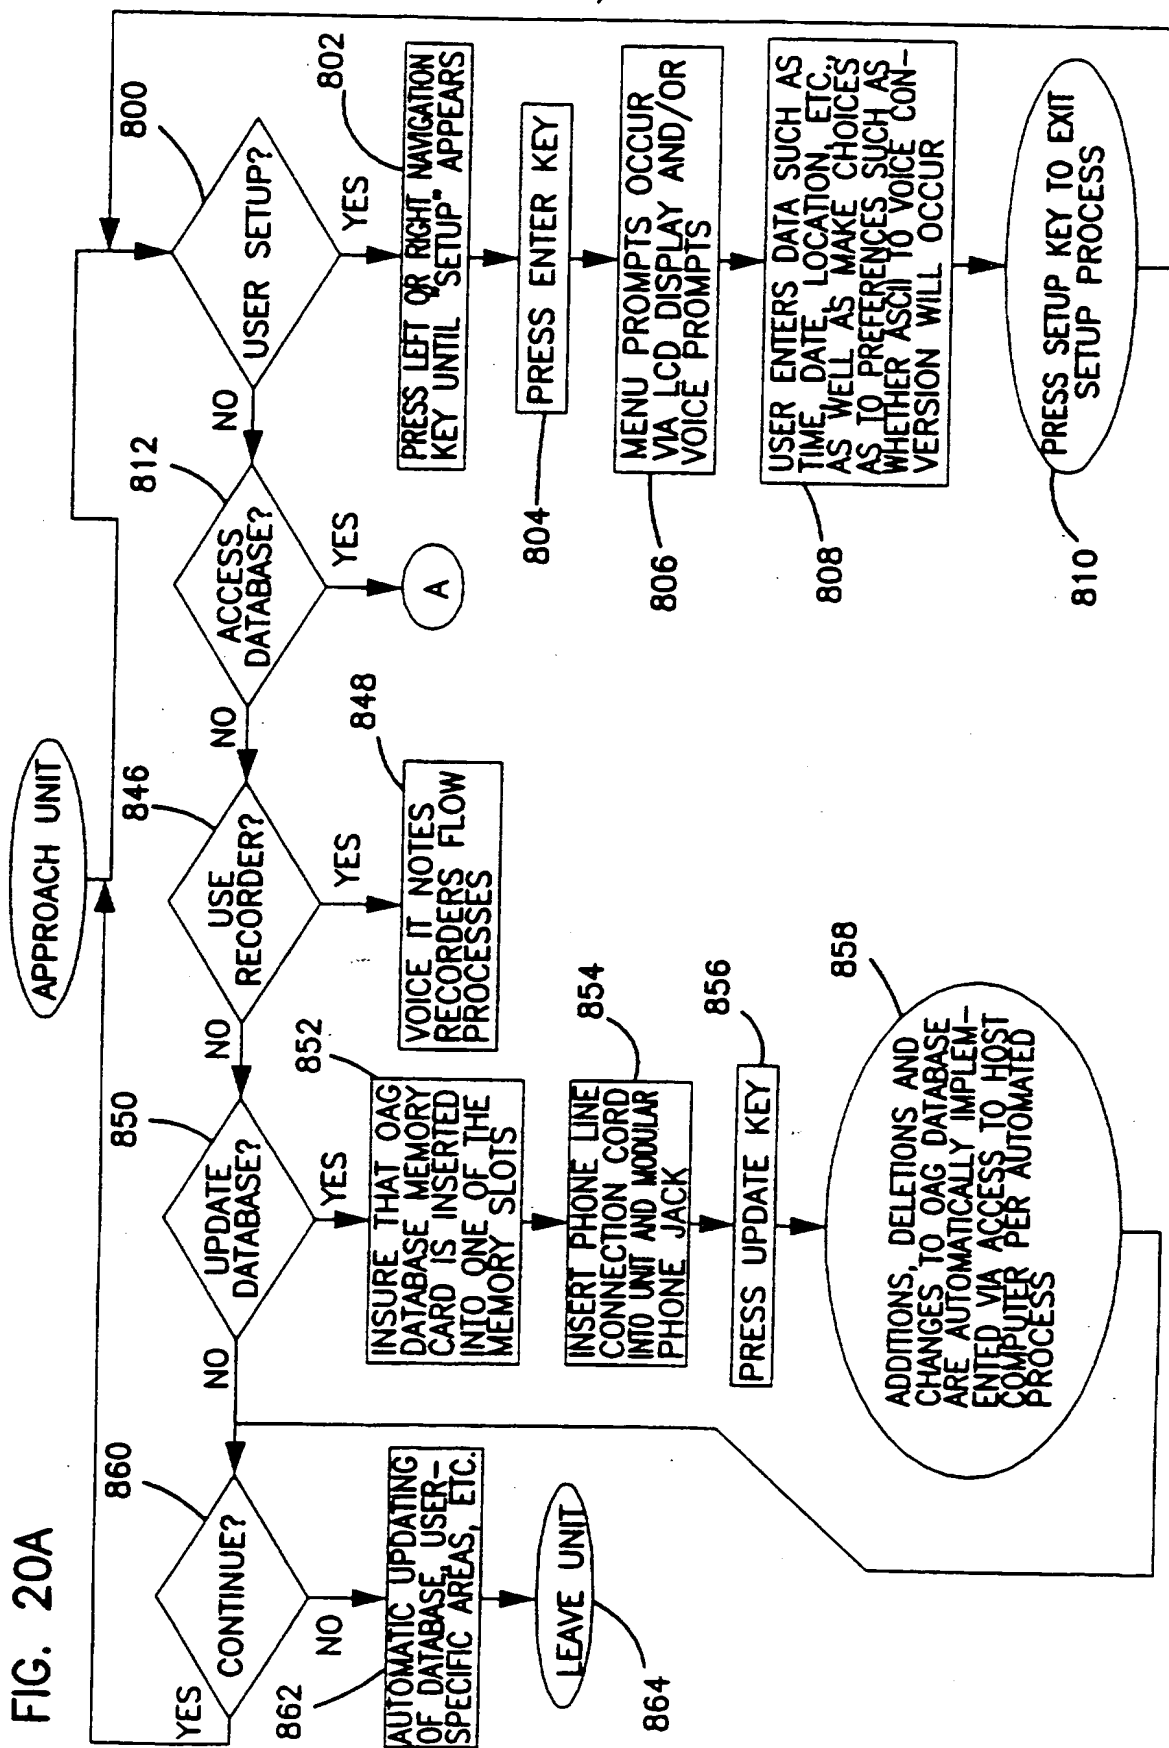 FIG. 20A
APPROACH UNIT
800
USER SETUP?
YES
NO
802
PRESS LEFT OR RIGHT NAVIGATION
KEY UNTIL "SETUP" APPEARS
804
PRESS ENTER KEY
806
MENU PROMPTS OCCUR
VIA LCD DISPLAY AND/OR
VOICE PROMPTS
808
USER ENTERS DATA SUCH AS
TIME, DATE, LOCATION, ETC.,
AS WELL AS MAKE CHOICES
AS TO PREFERENCES SUCH AS
WHETHER ASCII TO VOICE CON-
VERSION WILL OCCUR
810
PRESS SETUP KEY TO EXIT
SETUP PROCESS
812
ACCESS
DATABASE?
YES
NO
A
846
USE
RECORDER?
YES
NO
848
VOICE IT NOTES
RECORDERS FLOW
PROCESSES
850
UPDATE
DATABASE?
YES
NO
852
INSURE THAT OAG
DATABASE MEMORY
CARD IS INSERTED
INTO ONE OF THE
MEMORY SLOTS
854
INSERT PHONE LINE
CONNECTION CORD
INTO UNIT AND MODULAR
PHONE JACK
856
PRESS UPDATE KEY
858
ADDITIONS, DELETIONS AND
CHANGES TO OAG DATABASE
ARE AUTOMATICALLY IMPLEM-
ENTED VIA ACCESS TO HOST
COMPUTER PER AUTOMATED
PROCESS
860
CONTINUE?
YES
NO
862
AUTOMATIC UPDATING
OF DATABASE, USER-
SPECIFIC AREAS, ETC.
864
LEAVE UNIT